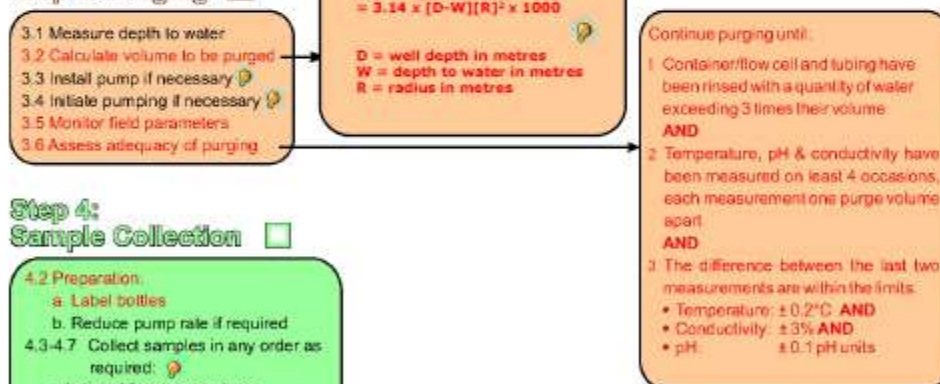 = 3.14 x [D-W][R]² x 1000
D = well depth in metres
W = depth to water in metres
R = radius in metres
3.1 Measure depth to water
3.2 Calculate volume to be purged
3.3 Install pump if necessary
3.4 Initiate pumping if necessary
3.5 Monitor field parameters
3.6 Assess adequacy of purging
Continue purging until:
1 Container/flow cell and tubing have
been rinsed with a quantity of water
exceeding 3 times their volume
AND
2 Temperature, pH & conductivity have
been measured on least 4 occasions,
each measurement one purge volume
apart
AND
3 The difference between the last two
measurements are within the limits.
• Temperature: ± 0.2°C AND
• Conductivity: ± 3% AND
• pH: ± 0.1 pH units
Step 4:
Sample Collection
4.2 Preparation:
a. Label bottles
b. Reduce pump rate if required
4.3-4.7 Collect samples in any order as
required: